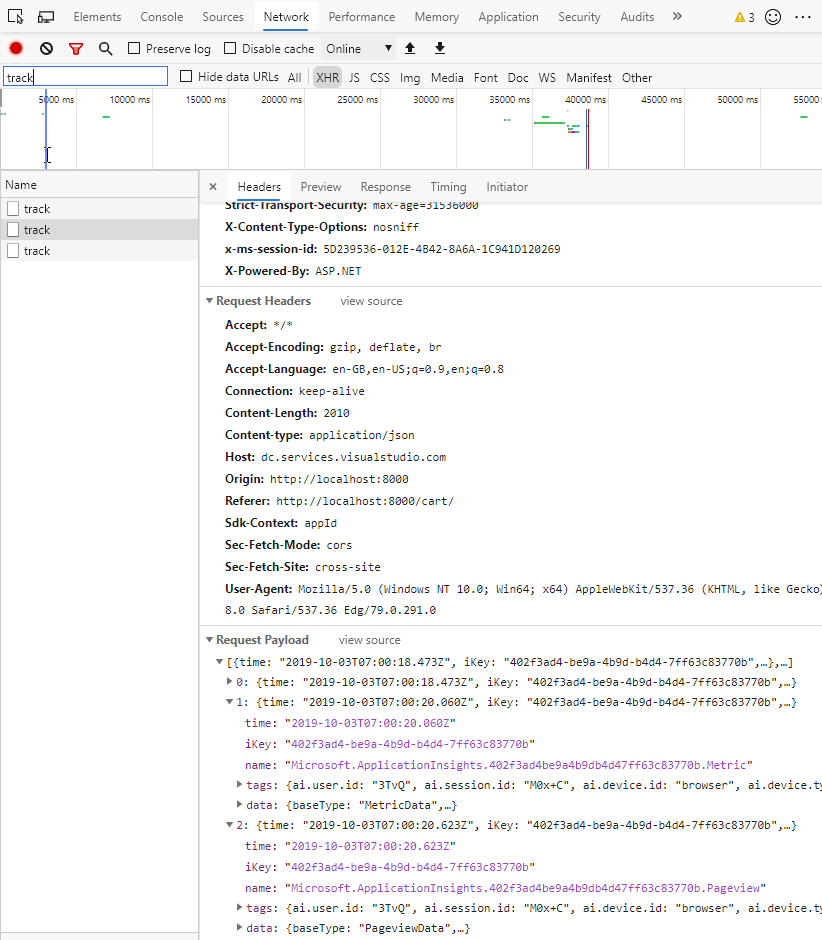 Elements Console Sources Network Performance Memory Application Security Audits » 3
Preserve log Disable cache Online ▼
track Hide data URLs All XHR JS CSS Img Media Font Doc WS Manifest Other
5000 ms 10000 ms 15000 ms 20000 ms 25000 ms 30000 ms 35000 ms 40000 ms 45000 ms 50000 ms 55000
Name
track
track
track
× Headers Preview Response Timing Initiator
Strict-Transport-Security: max-age=31536000
X-Content-Type-Options: nosniff
x-ms-session-id: 5D239536-012E-4B42-8A6A-1C941D120269
X-Powered-By: ASP.NET
▼ Request Headers view source
Accept: */*
Accept-Encoding: gzip, deflate, br
Accept-Language: en-GB,en-US;q=0.9,en;q=0.8
Connection: keep-alive
Content-Length: 2010
Content-type: application/json
Host: dc.services.visualstudio.com
Origin: http://localhost:8000
Referer: http://localhost:8000/cart/
Sdk-Context: appId
Sec-Fetch-Mode: cors
Sec-Fetch-Site: cross-site
User-Agent: Mozilla/5.0 (Windows NT 10.0; Win64; x64) AppleWebKit/537.36 (KHTML, like Gecko)
8.0 Safari/537.36 Edg/79.0.291.0
▼ Request Payload view source
▼ [{time: "2019-10-03T07:00:18.473Z", iKey: "402f3ad4-be9a-4b9d-b4d4-7ff63c83770b",…},…]
▶ 0: {time: "2019-10-03T07:00:18.473Z", iKey: "402f3ad4-be9a-4b9d-b4d4-7ff63c83770b",…}
▼ 1: {time: "2019-10-03T07:00:20.060Z", iKey: "402f3ad4-be9a-4b9d-b4d4-7ff63c83770b",…}
time: "2019-10-03T07:00:20.060Z"
iKey: "402f3ad4-be9a-4b9d-b4d4-7ff63c83770b"
name: "Microsoft.ApplicationInsights.402f3ad4be9a4b9db4d47ff63c83770b.Metric"
▶ tags: {ai.user.id: "3TvQ", ai.session.id: "M0x+C", ai.device.id: "browser", ai.device.ty
▶ data: {baseType: "MetricData",…}
▼ 2: {time: "2019-10-03T07:00:20.623Z", iKey: "402f3ad4-be9a-4b9d-b4d4-7ff63c83770b",…}
time: "2019-10-03T07:00:20.623Z"
iKey: "402f3ad4-be9a-4b9d-b4d4-7ff63c83770b"
name: "Microsoft.ApplicationInsights.402f3ad4be9a4b9db4d47ff63c83770b.Pageview"
▶ tags: {ai.user.id: "3TvQ", ai.session.id: "M0x+C", ai.device.id: "browser", ai.device.ty
▶ data: {baseType: "PageviewData",…}